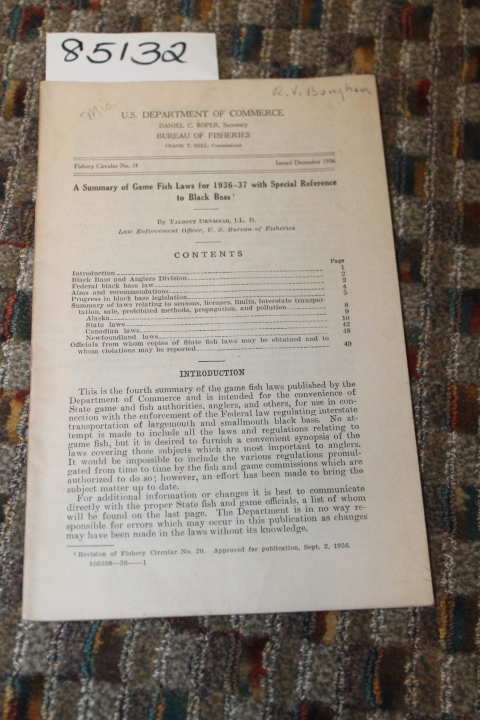 85132
R. V. Bangham
Mio
U.S. DEPARTMENT OF COMMERCE
DANIEL C. ROPER, Secretary
BUREAU OF FISHERIES
FRANK T. BELL, Commissioner
Fishery Circular No. 24 Issued December 1936
A Summary of Game Fish Laws for 1936–37 with Special Reference
to Black Bass ¹
By TALBOTT DENMEAD, LL. B.
Law Enforcement Officer, U. S. Bureau of Fisheries
CONTENTS
Page
Introduction 1
Black Bass and Anglers Division 2
Federal black bass law 2
Aims and recommendations 4
Progress in black bass legislation 5
Summary of laws relating to seasons, licenses, limits, interstate transpor-
tation, sale, prohibited methods, propagation, and pollution 8
Alaska 9
State laws 10
Canadian laws 42
Newfoundland laws 48
Officials from whom copies of State fish laws may be obtained and to
whom violations may be reported 49
INTRODUCTION
This is the fourth summary of the game fish laws published by the
Department of Commerce and is intended for the convenience of
State game and fish authorities, anglers, and others, for use in con-
nection with the enforcement of the Federal law regulating interstate
transportation of largemouth and smallmouth black bass. No at-
tempt is made to include all the laws and regulations relating to
game fish, but it is desired to furnish a convenient synopsis of the
laws covering those subjects which are most important to anglers.
It would be impossible to include the various regulations promul-
gated from time to time by the fish and game commissions which are
authorized to do so; however, an effort has been made to bring the
subject matter up to date.
For additional information or changes it is best to communicate
directly with the proper State fish and game officials, a list of whom
will be found on the last page. The Department is in no way re-
sponsible for errors which may occur in this publication as changes
may have been made in the laws without its knowledge.
¹ Revision of Fishery Circular No. 20. Approved for publication, Sept. 2, 1936.
105338—36——1